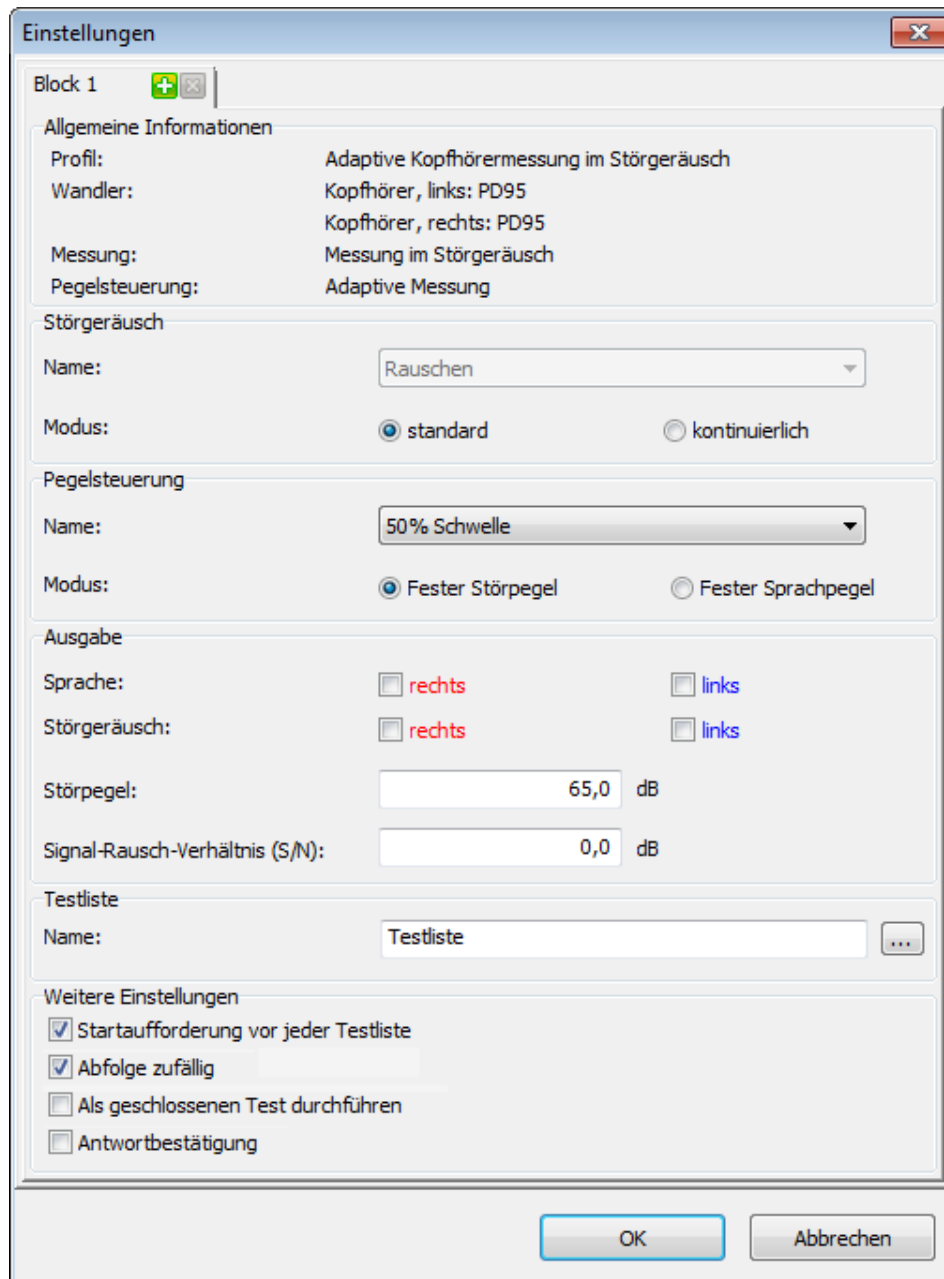 Einstellungen
Block 1
Allgemeine Informationen
Profil: Adaptive Kopfhörermessung im Störgeräusch
Wandler: Kopfhörer, links: PD95
Kopfhörer, rechts: PD95
Messung: Messung im Störgeräusch
Pegelsteuerung: Adaptive Messung
Störgeräusch
Name: Rauschen
Modus: standard kontinuierlich
Pegelsteuerung
Name: 50% Schwelle
Modus: Fester Störpegel Fester Sprachpegel
Ausgabe
Sprache: rechts links
Störgeräusch: rechts links
Störpegel: 65,0 dB
Signal-Rausch-Verhältnis (S/N): 0,0 dB
Testliste
Name: Testliste ...
Weitere Einstellungen
Startaufforderung vor jeder Testliste
Abfolge zufällig
Als geschlossenen Test durchführen
Antwortbestätigung
OK Abbrechen